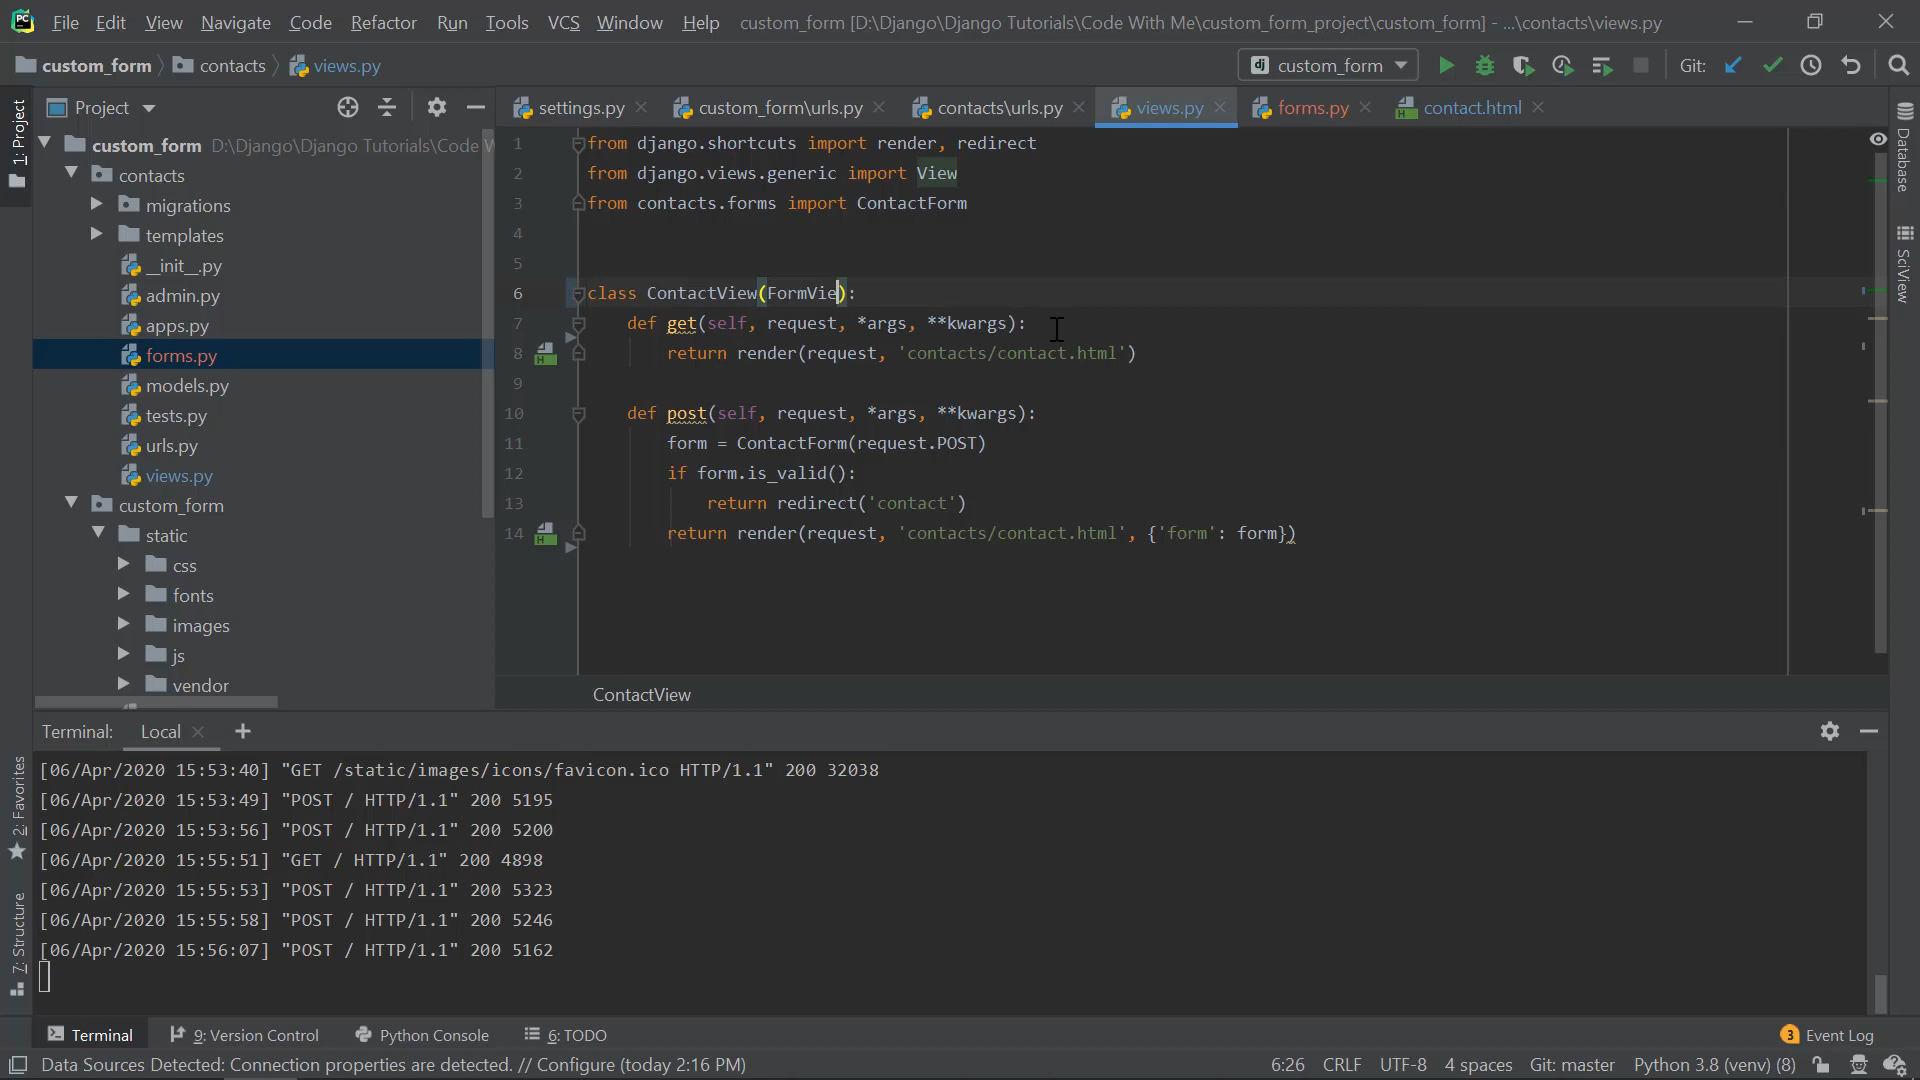 File Edit View Navigate Code Refactor Run Tools VCS Window Help custom_form [D:\Django\Django Tutorials\Code With Me\custom_form_project\custom_form] - ...\contacts\views.py
custom_form contacts views.py
dj custom_form Git:
1: Project
Project
settings.py custom_form\urls.py contacts\urls.py views.py forms.py contact.html
custom_form D:\Django\Django Tutorials\Code W
contacts
migrations
templates
__init__.py
admin.py
apps.py
forms.py
models.py
tests.py
urls.py
views.py
custom_form
static
css
fonts
images
js
vendor
1 from django.shortcuts import render, redirect
2 from django.views.generic import View
3 from contacts.forms import ContactForm
4
5
6 class ContactView(FormVie):
7 def get(self, request, *args, **kwargs):
8 return render(request, 'contacts/contact.html')
9
10 def post(self, request, *args, **kwargs):
11 form = ContactForm(request.POST)
12 if form.is_valid():
13 return redirect('contact')
14 return render(request, 'contacts/contact.html', {'form': form})
ContactView
Database
SciView
Terminal: Local
2: Favorites
7: Structure
[06/Apr/2020 15:53:40] "GET /static/images/icons/favicon.ico HTTP/1.1" 200 32038
[06/Apr/2020 15:53:49] "POST / HTTP/1.1" 200 5195
[06/Apr/2020 15:53:56] "POST / HTTP/1.1" 200 5200
[06/Apr/2020 15:55:51] "GET / HTTP/1.1" 200 4898
[06/Apr/2020 15:55:53] "POST / HTTP/1.1" 200 5323
[06/Apr/2020 15:55:58] "POST / HTTP/1.1" 200 5246
[06/Apr/2020 15:56:07] "POST / HTTP/1.1" 200 5162
Terminal 9: Version Control Python Console 6: TODO 3 Event Log
Data Sources Detected: Connection properties are detected. // Configure (today 2:16 PM) 6:26 CRLF UTF-8 4 spaces Git: master Python 3.8 (venv) (8)